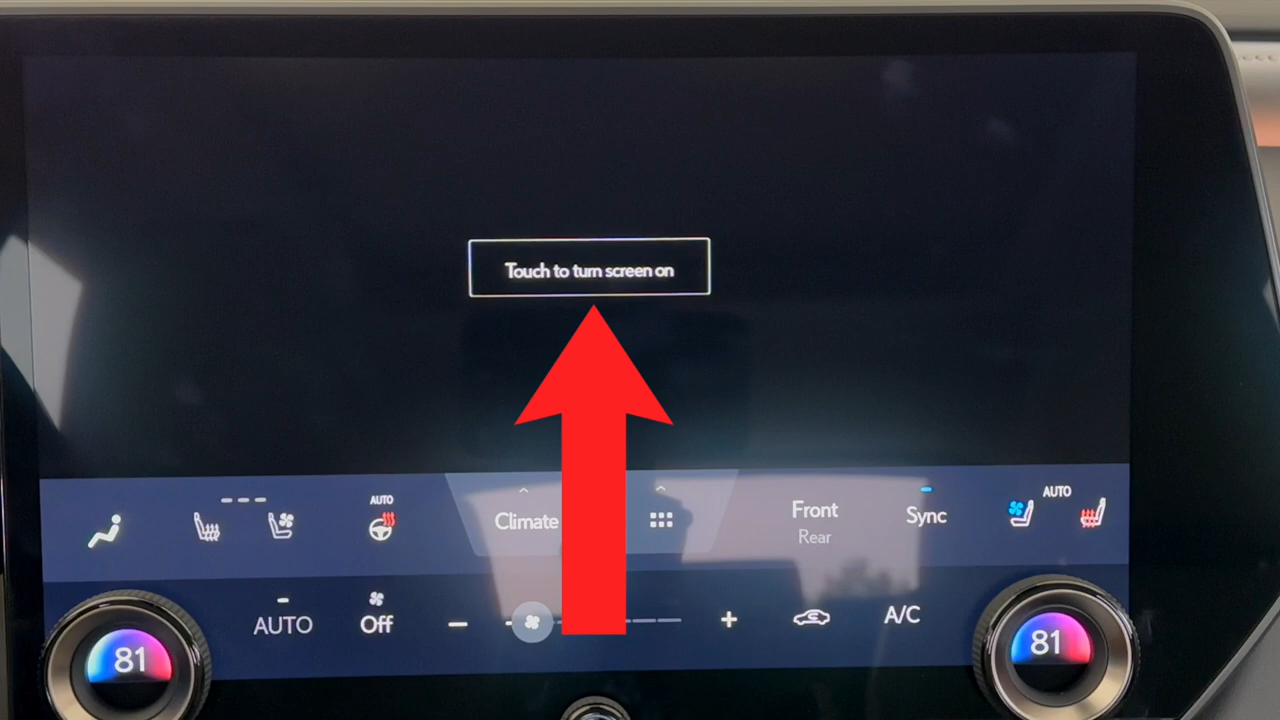 Touch to turn screen on
AUTO
AUTO
Climate
Front
Rear
Sync
AUTO
Off
A/C
81
81